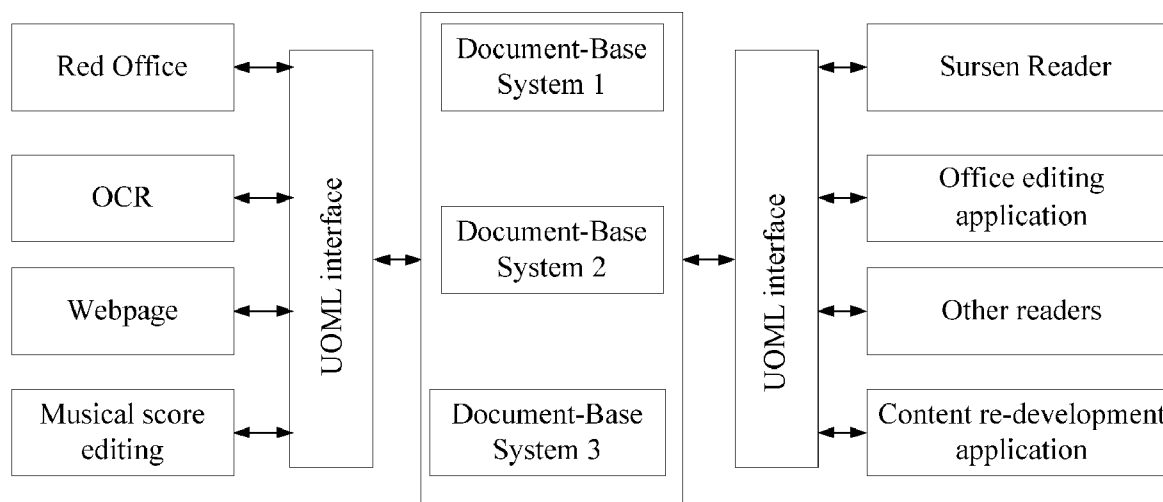 Red Office
OCR
Webpage
Musical score
editing
UOML interface
Document-Base
System 1
Document-Base
System 2
Document-Base
System 3
UOML interface
Sursen Reader
Office editing
application
Other readers
Content re-development
application